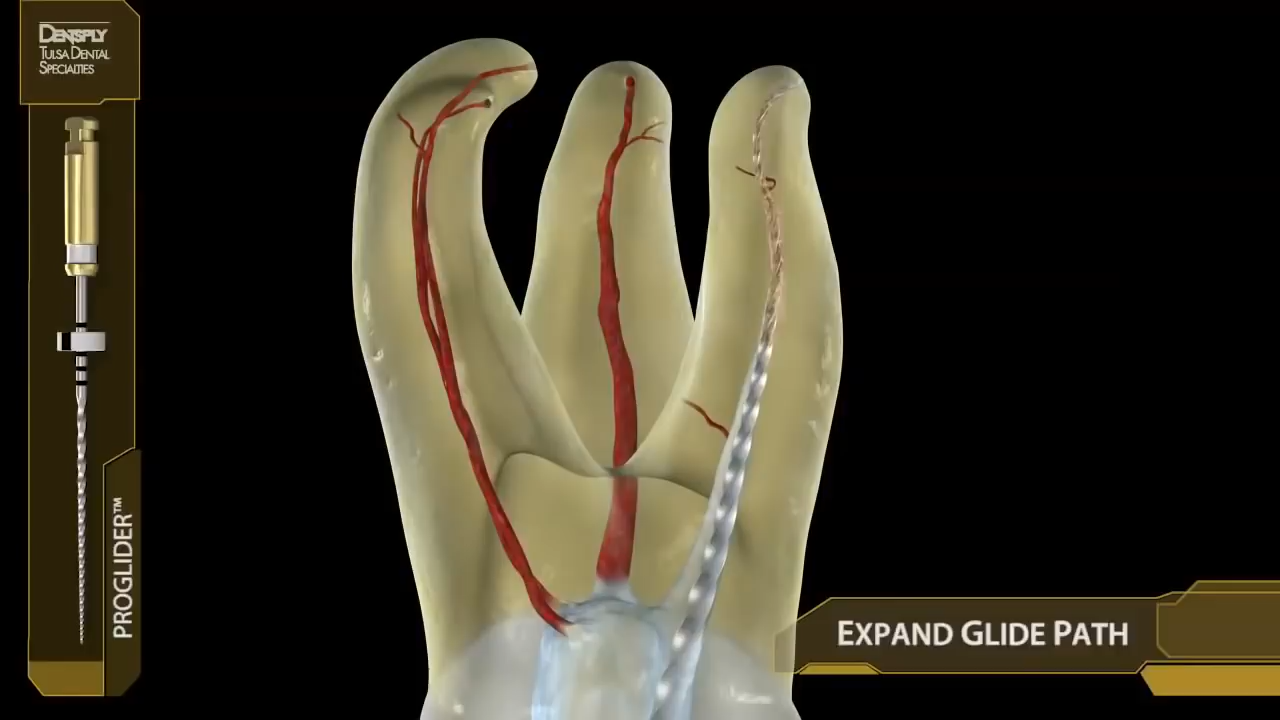 DENTSPLY
TULSA DENTAL
SPECIALTIES
PROGLIDER™
EXPAND GLIDE PATH